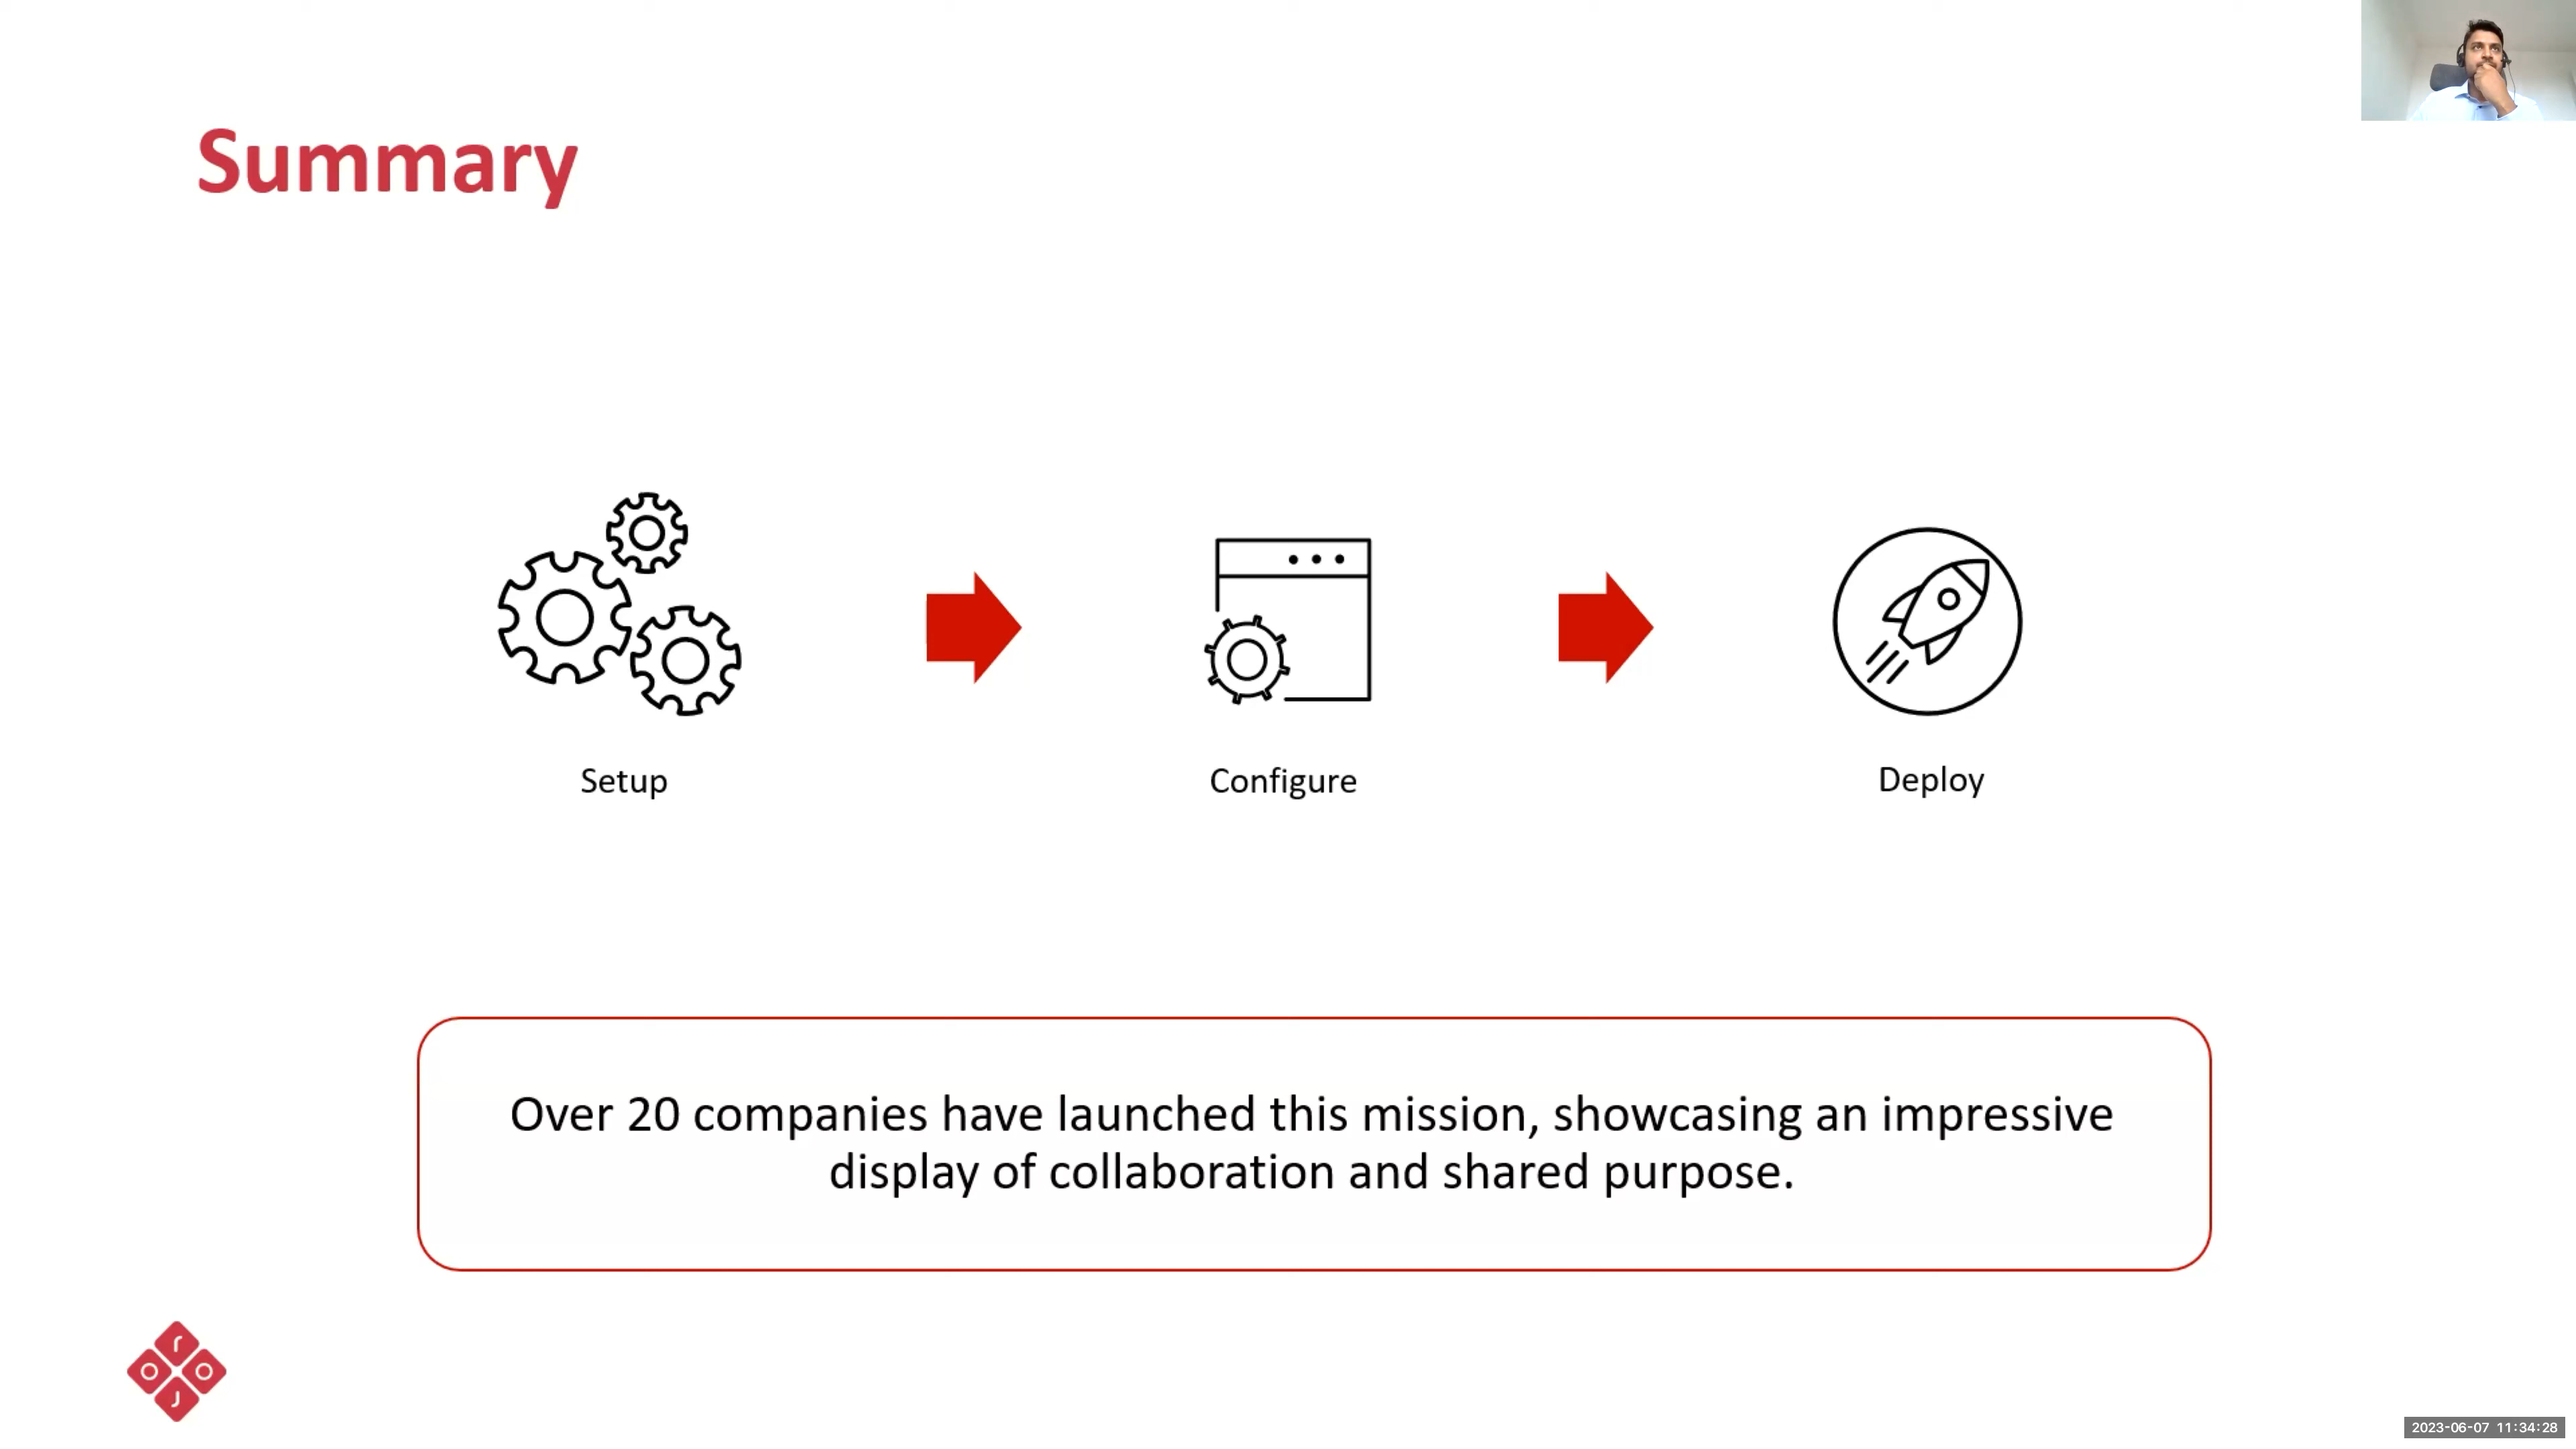 Summary
Setup
Configure
Deploy
Over 20 companies have launched this mission, showcasing an impressive
display of collaboration and shared purpose.
2023-06-07 11:34:28